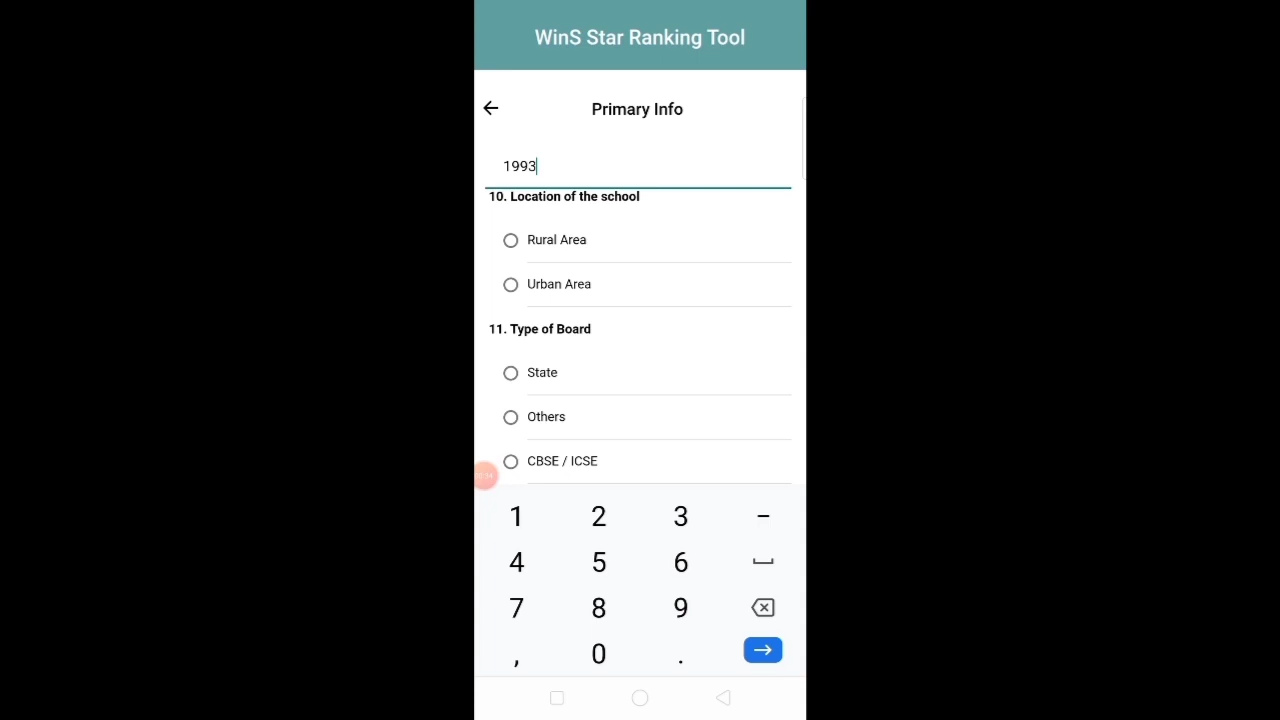 WinS Star Ranking Tool
Primary Info
1993
10. Location of the school
Rural Area
Urban Area
11. Type of Board
State
Others
CBSE / ICSE
1 2 3 -
4 5 6
7 8 9
, 0 .